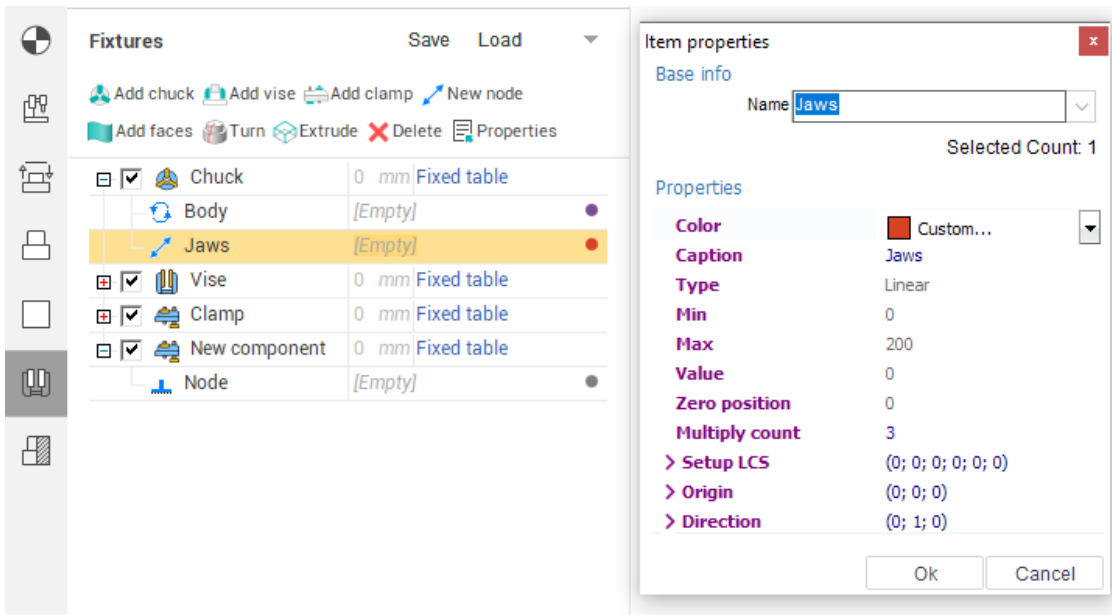 Fixtures Save Load
Add chuck Add vise Add clamp New node
Add faces Turn Extrude Delete Properties
Chuck 0 mm Fixed table
Body [Empty]
Jaws [Empty]
Vise 0 mm Fixed table
Clamp 0 mm Fixed table
New component 0 mm Fixed table
Node [Empty]
Item properties x
Base info
Name Jaws
Selected Count: 1
Properties
Color Custom...
Caption Jaws
Type Linear
Min 0
Max 200
Value 0
Zero position 0
Multiply count 3
Setup LCS (0; 0; 0; 0; 0; 0)
Origin (0; 0; 0)
Direction (0; 1; 0)
Ok Cancel